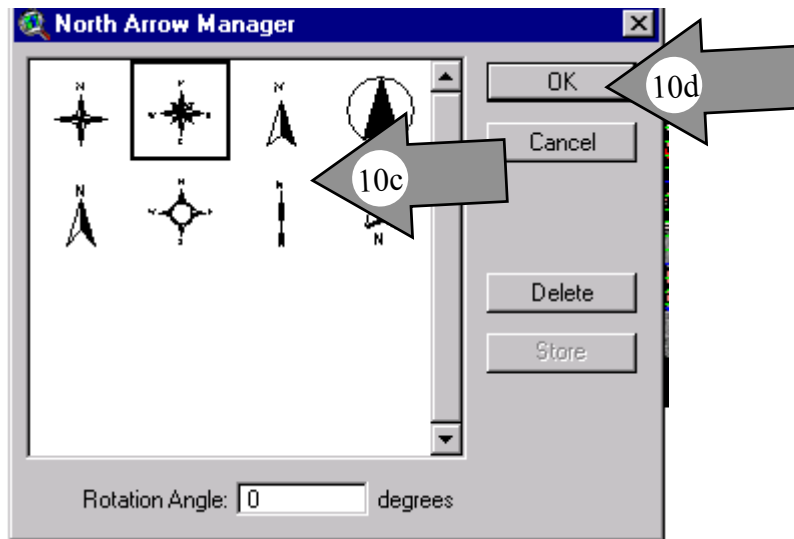 North Arrow Manager
OK
10d
Cancel
10c
N
N
N
N
N
N
Delete
Store
Rotation Angle: 0 degrees